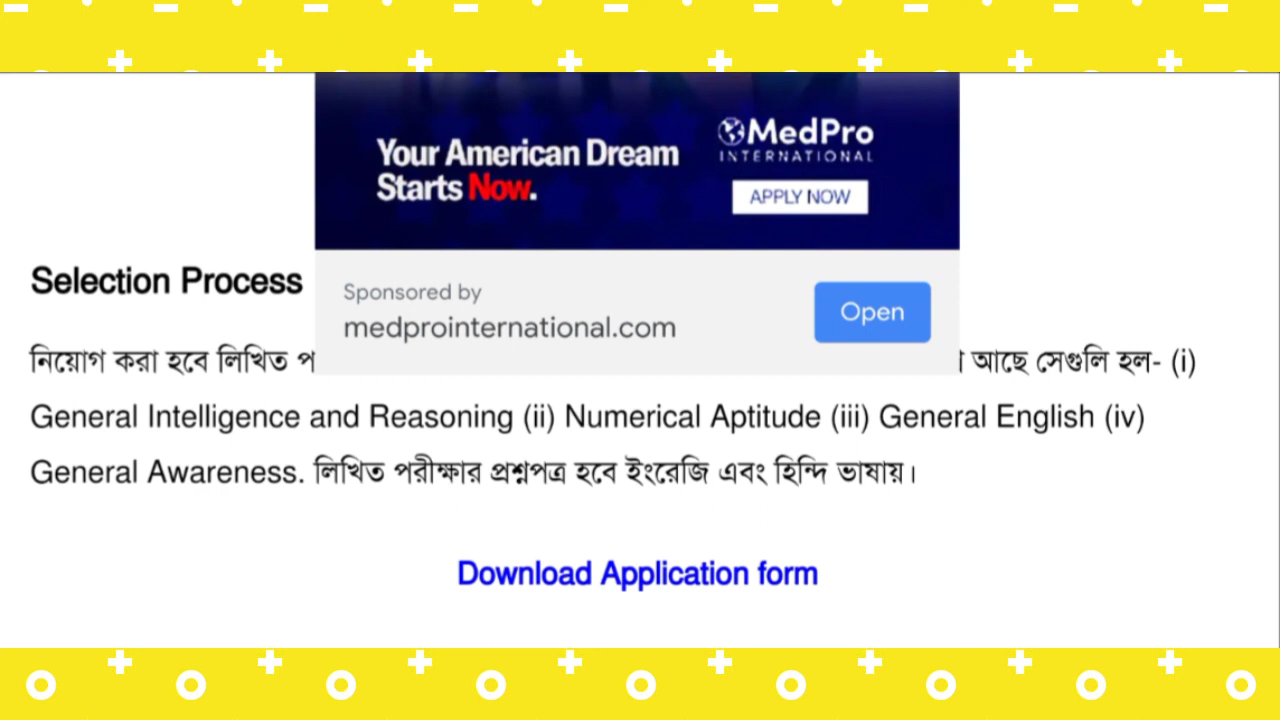 Your American Dream
Starts Now.
MedPro
INTERNATIONAL
APPLY NOW
Selection Process
Sponsored by
medprointernational.com
Open
নিয়োগ করা হবে লিখিত
আছে সেগুলি হল- (i)
General Intelligence and Reasoning (ii) Numerical Aptitude (iii) General English (iv)
General Awareness. লিখিত পরীক্ষার প্রশ্নপত্র হবে ইংরেজি এবং হিন্দি ভাষায়।
Download Application form